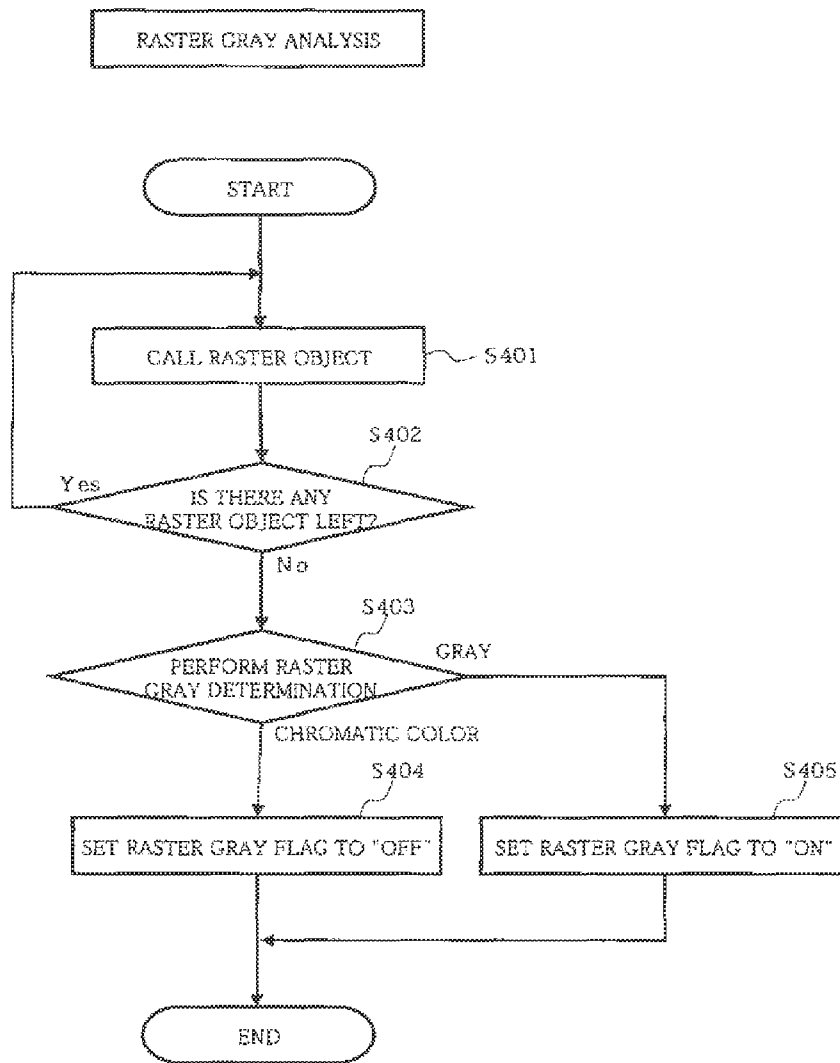 RASTER GRAY ANALYSIS
START
CALL RASTER OBJECT
S401
S402
Yes
IS THERE ANY
RASTER OBJECT LEFT?
No
S403
GRAY
PERFORM RASTER
GRAY DETERMINATION
CHROMATIC COLOR
S404
S405
SET RASTER GRAY FLAG TO "OFF"
SET RASTER GRAY FLAG TO "ON"
END